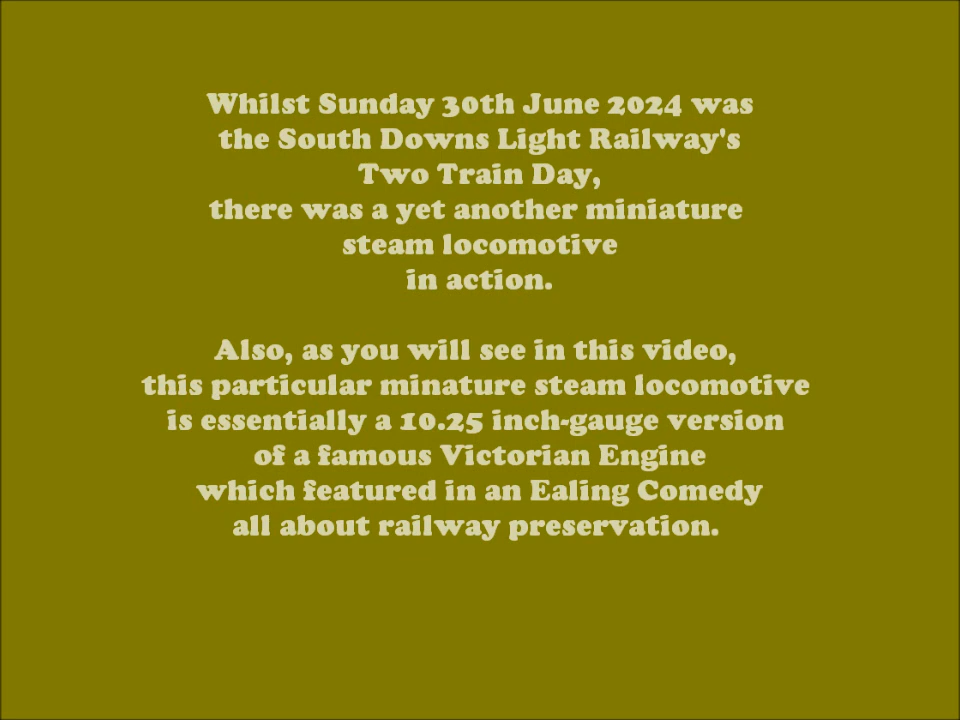 Whilst Sunday 30th June 2024 was
the South Downs Light Railway's
Two Train Day,
there was a yet another miniature
steam locomotive
in action.
Also, as you will see in this video,
this particular minature steam locomotive
is essentially a 10.25 inch-gauge version
of a famous Victorian Engine
which featured in an Ealing Comedy
all about railway preservation.